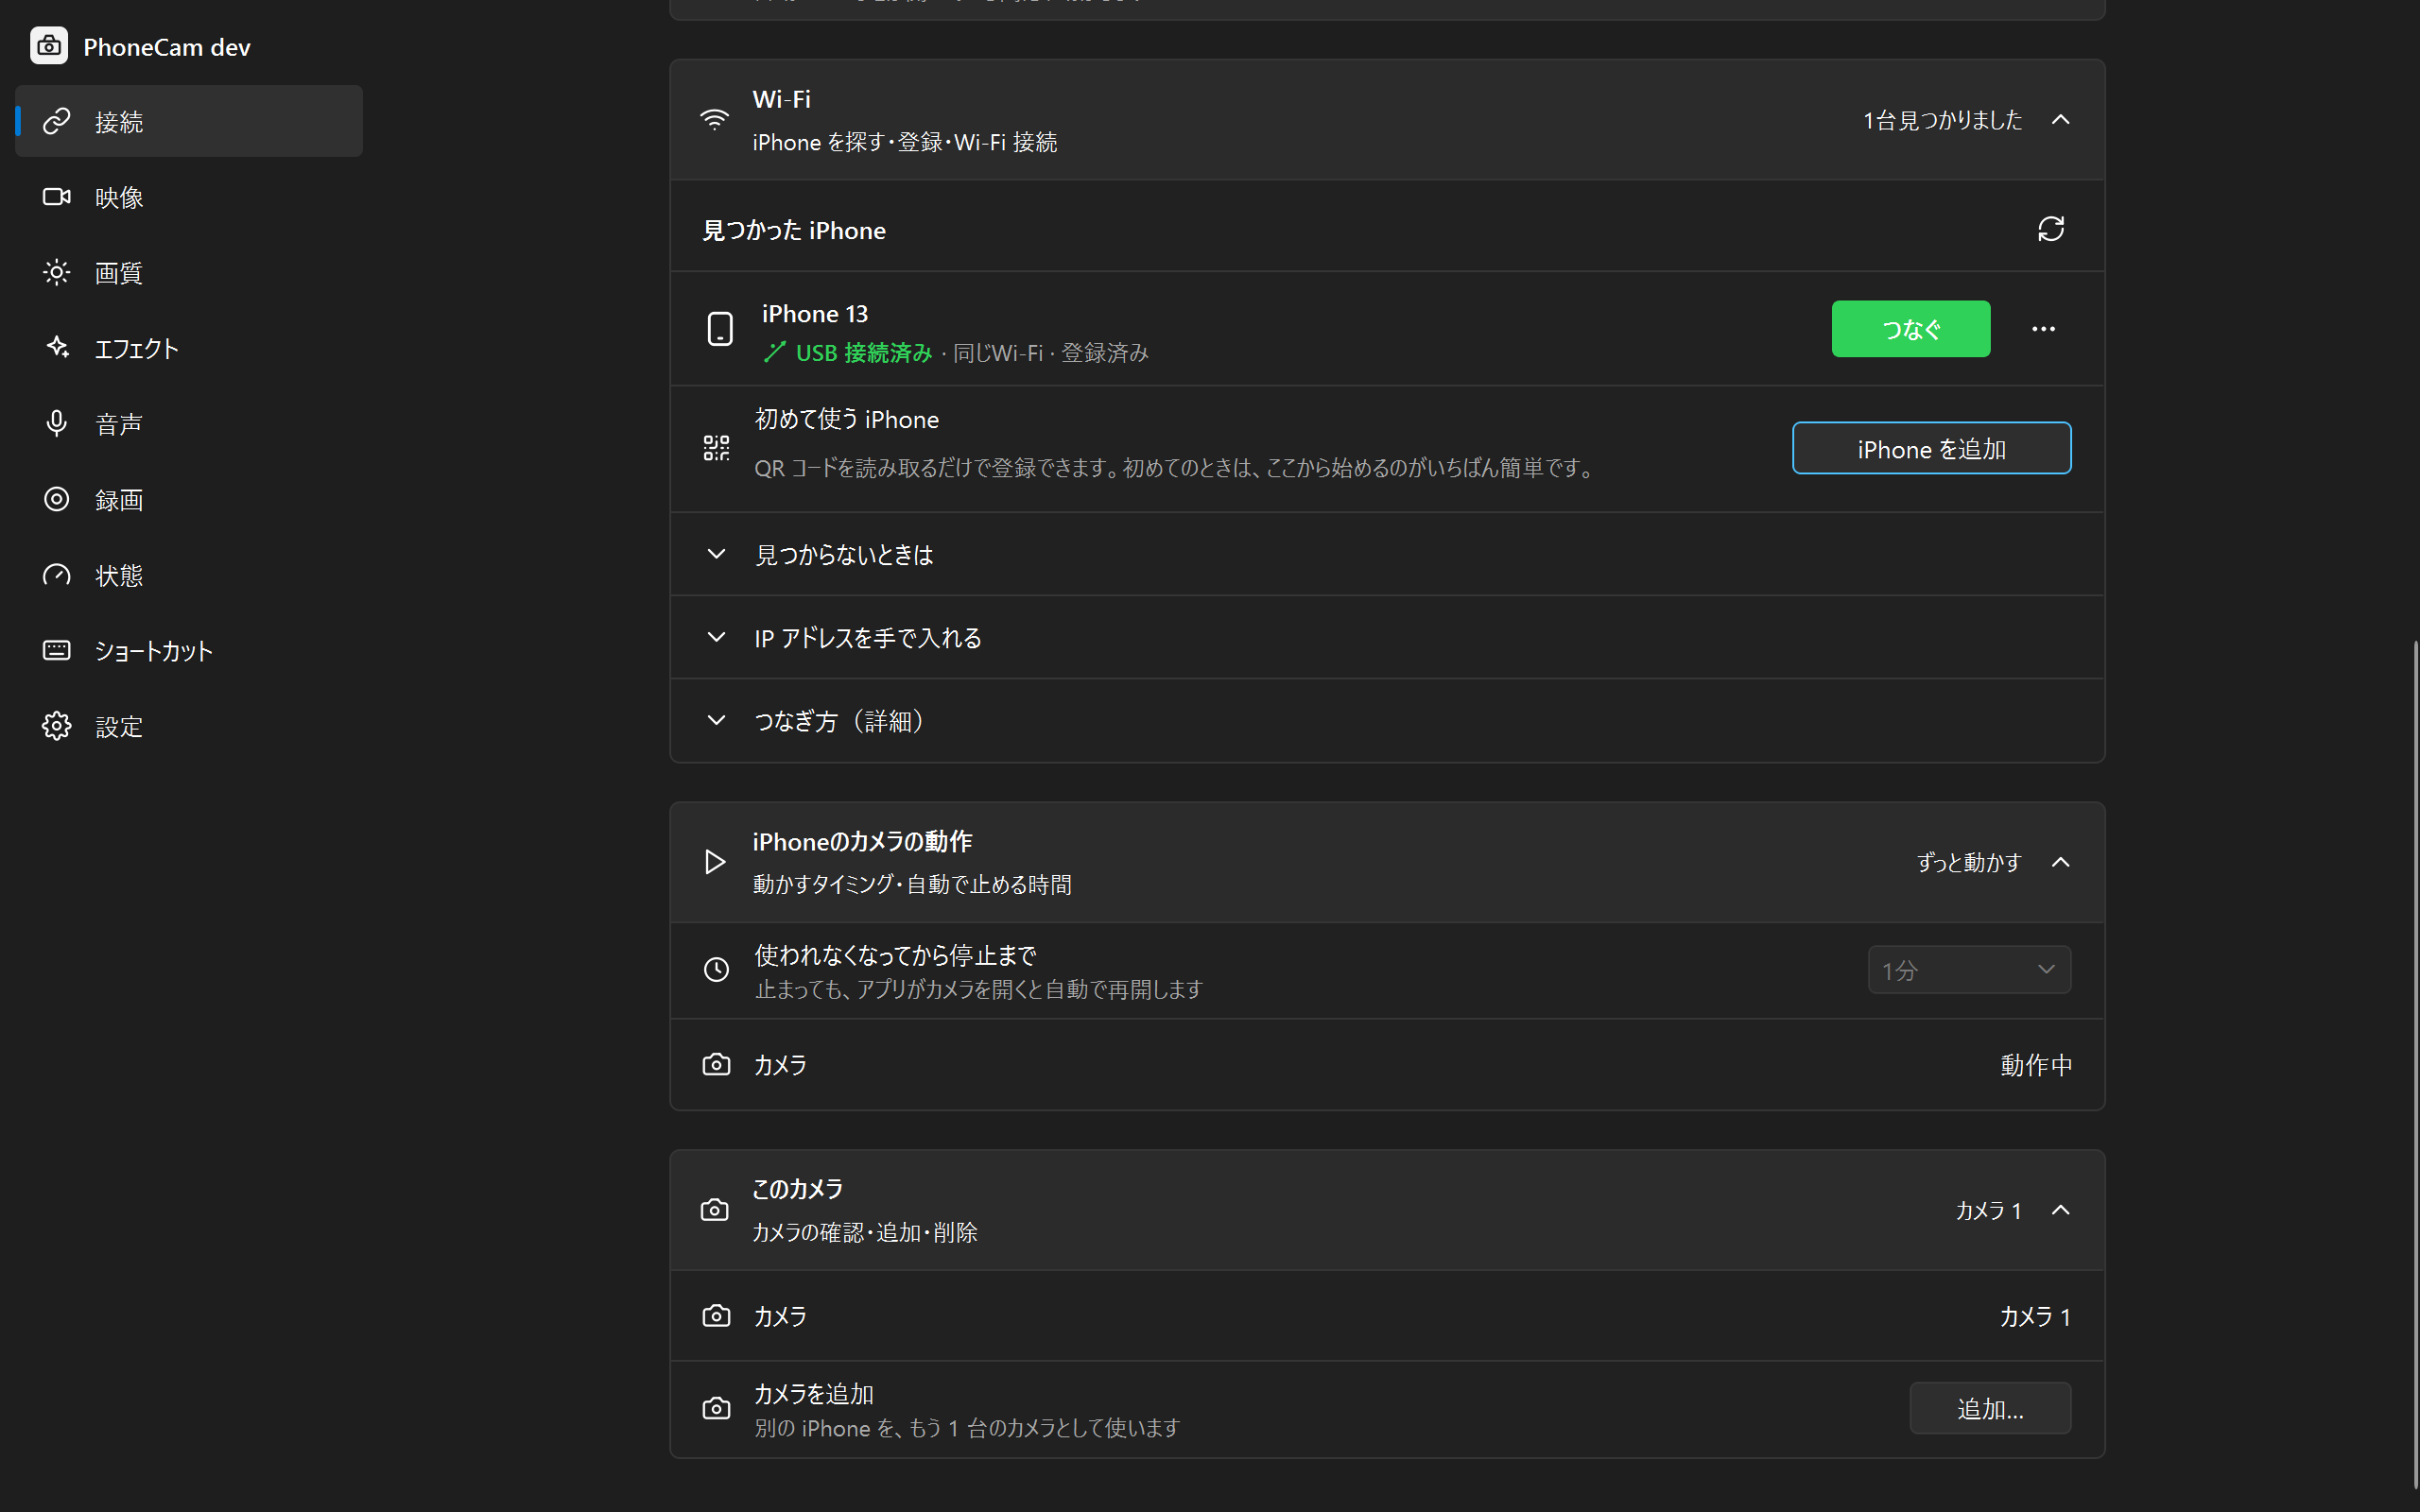 PhoneCam dev
接続
映像
画質
エフェクト
音声
録画
状態
ショートカット
設定
Wi-Fi
iPhone を探す・登録・Wi-Fi 接続
1台見つかりました
見つかった iPhone
iPhone 13
USB 接続済み · 同じWi-Fi · 登録済み
つなぐ
初めて使う iPhone
QR コードを読み取るだけで登録できます。初めてのときは、ここから始めるのがいちばん簡単です。
iPhone を追加
見つからないときは
IP アドレスを手で入れる
つなぎ方（詳細）
iPhoneのカメラの動作
動かすタイミング・自動で止める時間
ずっと動かす
使われなくなってから停止まで
止まっても、アプリがカメラを開くと自動で再開します
1分
カメラ
動作中
このカメラ
カメラの確認・追加・削除
カメラ 1
カメラ
カメラ 1
カメラを追加
別の iPhone を、もう 1 台のカメラとして使います
追加...